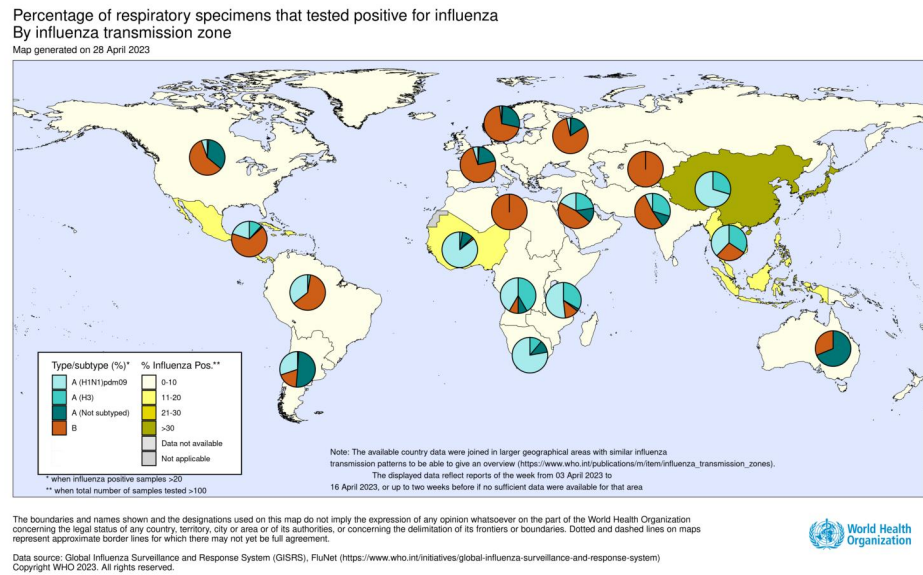 Percentage of respiratory specimens that tested positive for influenza
By influenza transmission zone
Map generated on 28 April 2023
Type/subtype (%)*
A (H1N1)pdm09
A (H3)
A (Not subtyped)
B
% Influenza Pos.**
0-10
11-20
21-30
>30
Data not available
Not applicable
* when influenza positive samples >20
** when total number of samples tested >100
Note: The available country data were joined in larger geographical areas with similar influenza
transmission patterns to be able to give an overview (https://www.who.int/publications/m/item/influenza_transmission_zones).
The displayed data reflect reports of the week from 03 April 2023 to
16 April 2023, or up to two weeks before if no sufficient data were available for that area
The boundaries and names shown and the designations used on this map do not imply the expression of any opinion whatsoever on the part of the World Health Organization
concerning the legal status of any country, territory, city or area or of its authorities, or concerning the delimitation of its frontiers or boundaries. Dotted and dashed lines on maps
represent approximate border lines for which there may not yet be full agreement.
Data source: Global Influenza Surveillance and Response System (GISRS), FluNet (https://www.who.int/initiatives/global-influenza-surveillance-and-response-system)
Copyright WHO 2023. All rights reserved.
World Health
Organization